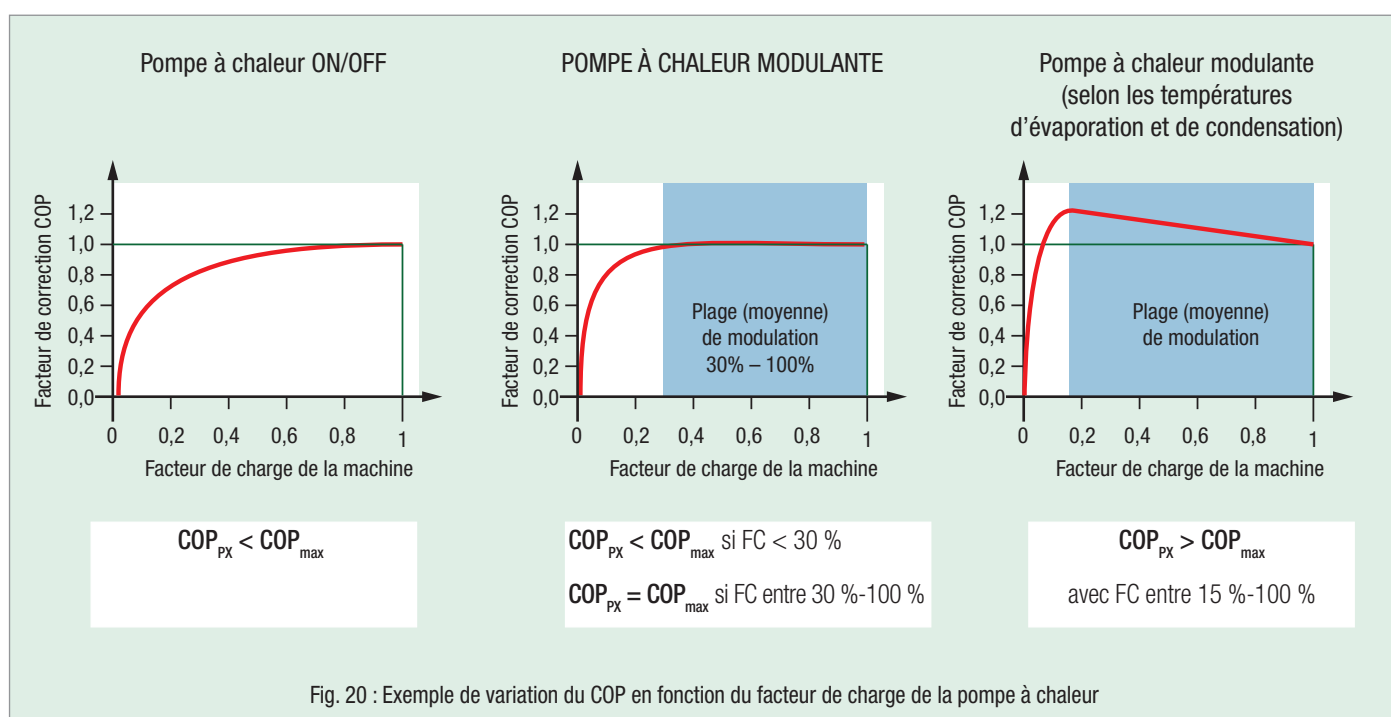 Pompe à chaleur ON/OFF
Facteur de correction COP
1,2
1,0
0,8
0,6
0,4
0,2
0,0
0 0,2 0,4 0,6 0,8 1
Facteur de charge de la machine
COPPX < COPmax
POMPE À CHALEUR MODULANTE
Facteur de correction COP
1,2
1,0
0,8
0,6
0,4
0,2
0,0
Plage (moyenne)
de modulation
30% – 100%
0 0,2 0,4 0,6 0,8 1
Facteur de charge de la machine
COPPX < COPmax si FC < 30 %
COPPX = COPmax si FC entre 30 %-100 %
Pompe à chaleur modulante
(selon les températures
d’évaporation et de condensation)
Facteur de correction COP
1,2
1,0
0,8
0,6
0,4
0,2
0,0
Plage (moyenne)
de modulation
0 0,2 0,4 0,6 0,8 1
Facteur de charge de la machine
COPPX > COPmax
avec FC entre 15 %-100 %
Fig. 20 : Exemple de variation du COP en fonction du facteur de charge de la pompe à chaleur